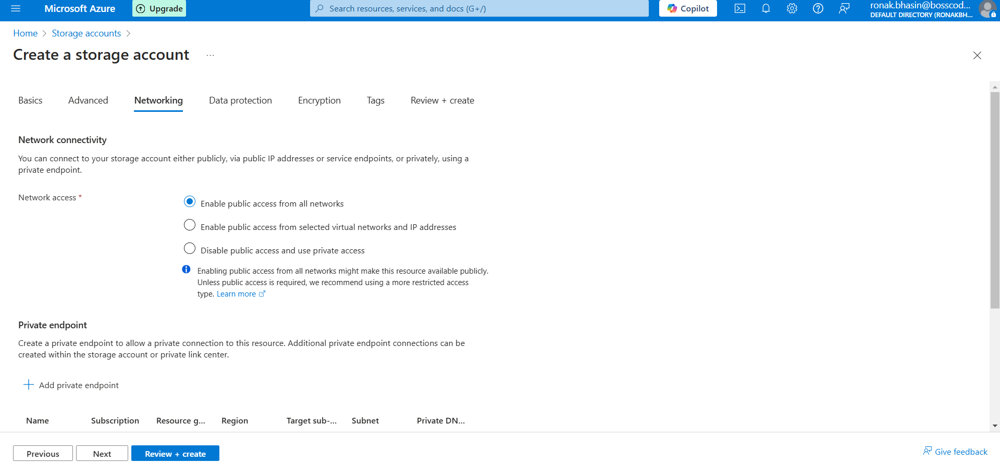 Microsoft Azure
Upgrade
Search resources, services, and docs (G+/)
Copilot
ronak.bhasin@bosscod...
DEFAULT DIRECTORY (RONAKBH...
Home > Storage accounts >
Create a storage account ...
Basics
Advanced
Networking
Data protection
Encryption
Tags
Review + create
Network connectivity
You can connect to your storage account either publicly, via public IP addresses or service endpoints, or privately, using a
private endpoint.
Network access *
Enable public access from all networks
Enable public access from selected virtual networks and IP addresses
Disable public access and use private access
Enabling public access from all networks might make this resource available publicly.
Unless public access is required, we recommend using a more restricted access
type. Learn more
Private endpoint
Create a private endpoint to allow a private connection to this resource. Additional private endpoint connections can be
created within the storage account or private link center.
Add private endpoint
Name
Subscription
Resource g...
Region
Target sub-...
Subnet
Private DN...
Previous
Next
Review + create
Give feedback